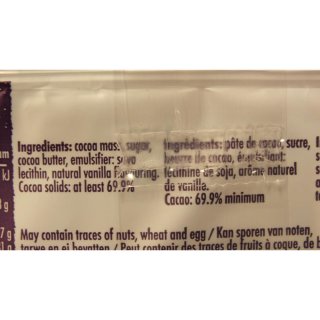 Ingredients: cocoa mass, sugar,
cocoa butter, emulsifier: soya
lecithin, natural vanilla flavouring.
Cocoa solids: at least 69.9%
Ingrédients: pâte de cacao, sucre,
beurre de cacao, émulsifiant:
lécithine de soja, arôme naturel
de vanille.
Cacao: 69.9% minimum
May contain traces of nuts, wheat and egg / Kan sporen van noten,
tarwe en ei bevatten / Peut contenir des traces de fruits à coque, de